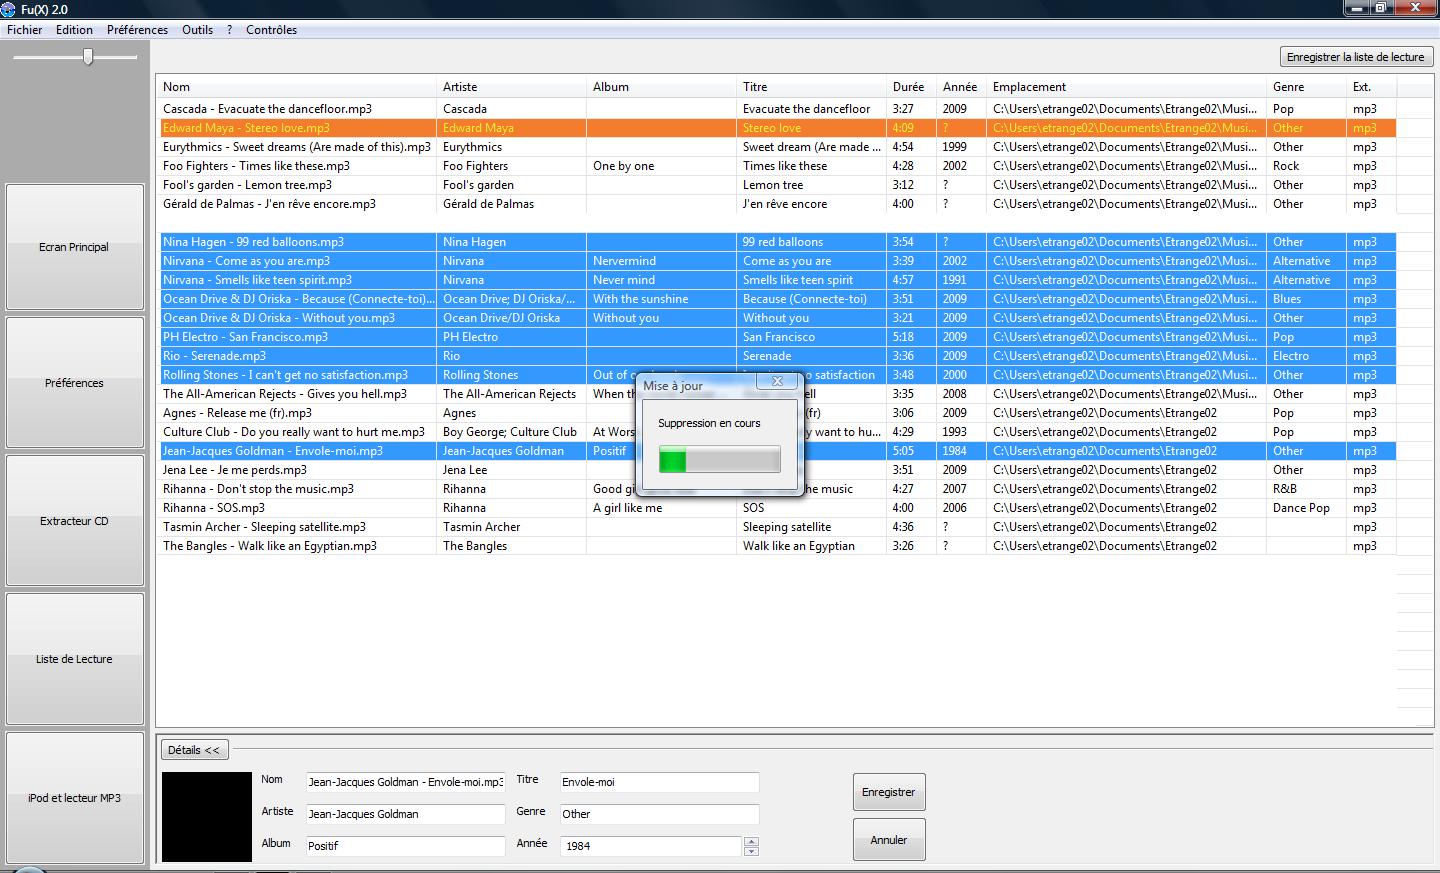 Fu(X) 2.0
Fichier Edition Préférences Outils ? Contrôles
Enregistrer la liste de lecture
Nom Artiste Album Titre Durée Année Emplacement Genre Ext.
Cascada - Evacuate the dancefloor.mp3 Cascada Evacuate the dancefloor 3:27 2009 C:\Users\etrange02\Documents\Etrange02\Musi... Pop mp3
Edward Maya - Stereo love.mp3 Edward Maya Stereo love 4:09 ? C:\Users\etrange02\Documents\Etrange02\Musi... Other mp3
Eurythmics - Sweet dreams (Are made of this).mp3 Eurythmics Sweet dream (Are made ... 4:54 1999 C:\Users\etrange02\Documents\Etrange02\Musi... Other mp3
Foo Fighters - Times like these.mp3 Foo Fighters One by one Times like these 4:28 2002 C:\Users\etrange02\Documents\Etrange02\Musi... Rock mp3
Fool's garden - Lemon tree.mp3 Fool's garden Lemon tree 3:12 ? C:\Users\etrange02\Documents\Etrange02\Musi... Other mp3
Gérald de Palmas - J'en rêve encore.mp3 Gérald de Palmas J'en rêve encore 4:00 ? C:\Users\etrange02\Documents\Etrange02\Musi... Other mp3
Nina Hagen - 99 red balloons.mp3 Nina Hagen 99 red balloons 3:54 ? C:\Users\etrange02\Documents\Etrange02\Musi... Other mp3
Nirvana - Come as you are.mp3 Nirvana Nevermind Come as you are 3:39 2002 C:\Users\etrange02\Documents\Etrange02\Musi... Alternative mp3
Nirvana - Smells like teen spirit.mp3 Nirvana Never mind Smells like teen spirit 4:57 1991 C:\Users\etrange02\Documents\Etrange02\Musi... Alternative mp3
Ocean Drive & DJ Oriska - Because (Connecte-toi)... Ocean Drive; DJ Oriska/... With the sunshine Because (Connecte-toi) 3:51 2009 C:\Users\etrange02\Documents\Etrange02\Musi... Blues mp3
Ocean Drive & DJ Oriska - Without you.mp3 Ocean Drive/DJ Oriska Without you Without you 3:21 2009 C:\Users\etrange02\Documents\Etrange02\Musi... Other mp3
PH Electro - San Francisco.mp3 PH Electro San Francisco 5:18 2009 C:\Users\etrange02\Documents\Etrange02\Musi... Pop mp3
Rio - Serenade.mp3 Rio Serenade 3:36 2009 C:\Users\etrange02\Documents\Etrange02\Musi... Electro mp3
Rolling Stones - I can't get no satisfaction.mp3 Rolling Stones Out of satisfaction 3:48 2000 C:\Users\etrange02\Documents\Etrange02\Musi... Other mp3
The All-American Rejects - Gives you hell.mp3 The All-American Rejects When 3:35 2008 C:\Users\etrange02\Documents\Etrange02\Musi... Other mp3
Agnes - Release me (fr).mp3 Agnes (fr) 3:06 2009 C:\Users\etrange02\Documents\Etrange02 Pop mp3
Culture Club - Do you really want to hurt me.mp3 Boy George; Culture Club At Wors want to hu... 4:29 1993 C:\Users\etrange02\Documents\Etrange02 Pop mp3
Jean-Jacques Goldman - Envole-moi.mp3 Jean-Jacques Goldman Positif 5:05 1984 C:\Users\etrange02\Documents\Etrange02 Other mp3
Jena Lee - Je me perds.mp3 Jena Lee 3:51 2009 C:\Users\etrange02\Documents\Etrange02 Other mp3
Rihanna - Don't stop the music.mp3 Rihanna Good the music 4:27 2007 C:\Users\etrange02\Documents\Etrange02 R&B mp3
Rihanna - SOS.mp3 Rihanna A girl like me SOS 4:00 2006 C:\Users\etrange02\Documents\Etrange02 Dance Pop mp3
Tasmin Archer - Sleeping satellite.mp3 Tasmin Archer Sleeping satellite 4:36 ? C:\Users\etrange02\Documents\Etrange02 mp3
The Bangles - Walk like an Egyptian.mp3 The Bangles Walk like an Egyptian 3:26 ? C:\Users\etrange02\Documents\Etrange02 mp3
Mise à jour
Suppression en cours
Ecran Principal
Préférences
Extracteur CD
Liste de Lecture
iPod et lecteur MP3
Détails <<
Nom Jean-Jacques Goldman - Envole-moi.mp3 Titre Envole-moi
Artiste Jean-Jacques Goldman Genre Other
Album Positif Année 1984
Enregistrer
Annuler